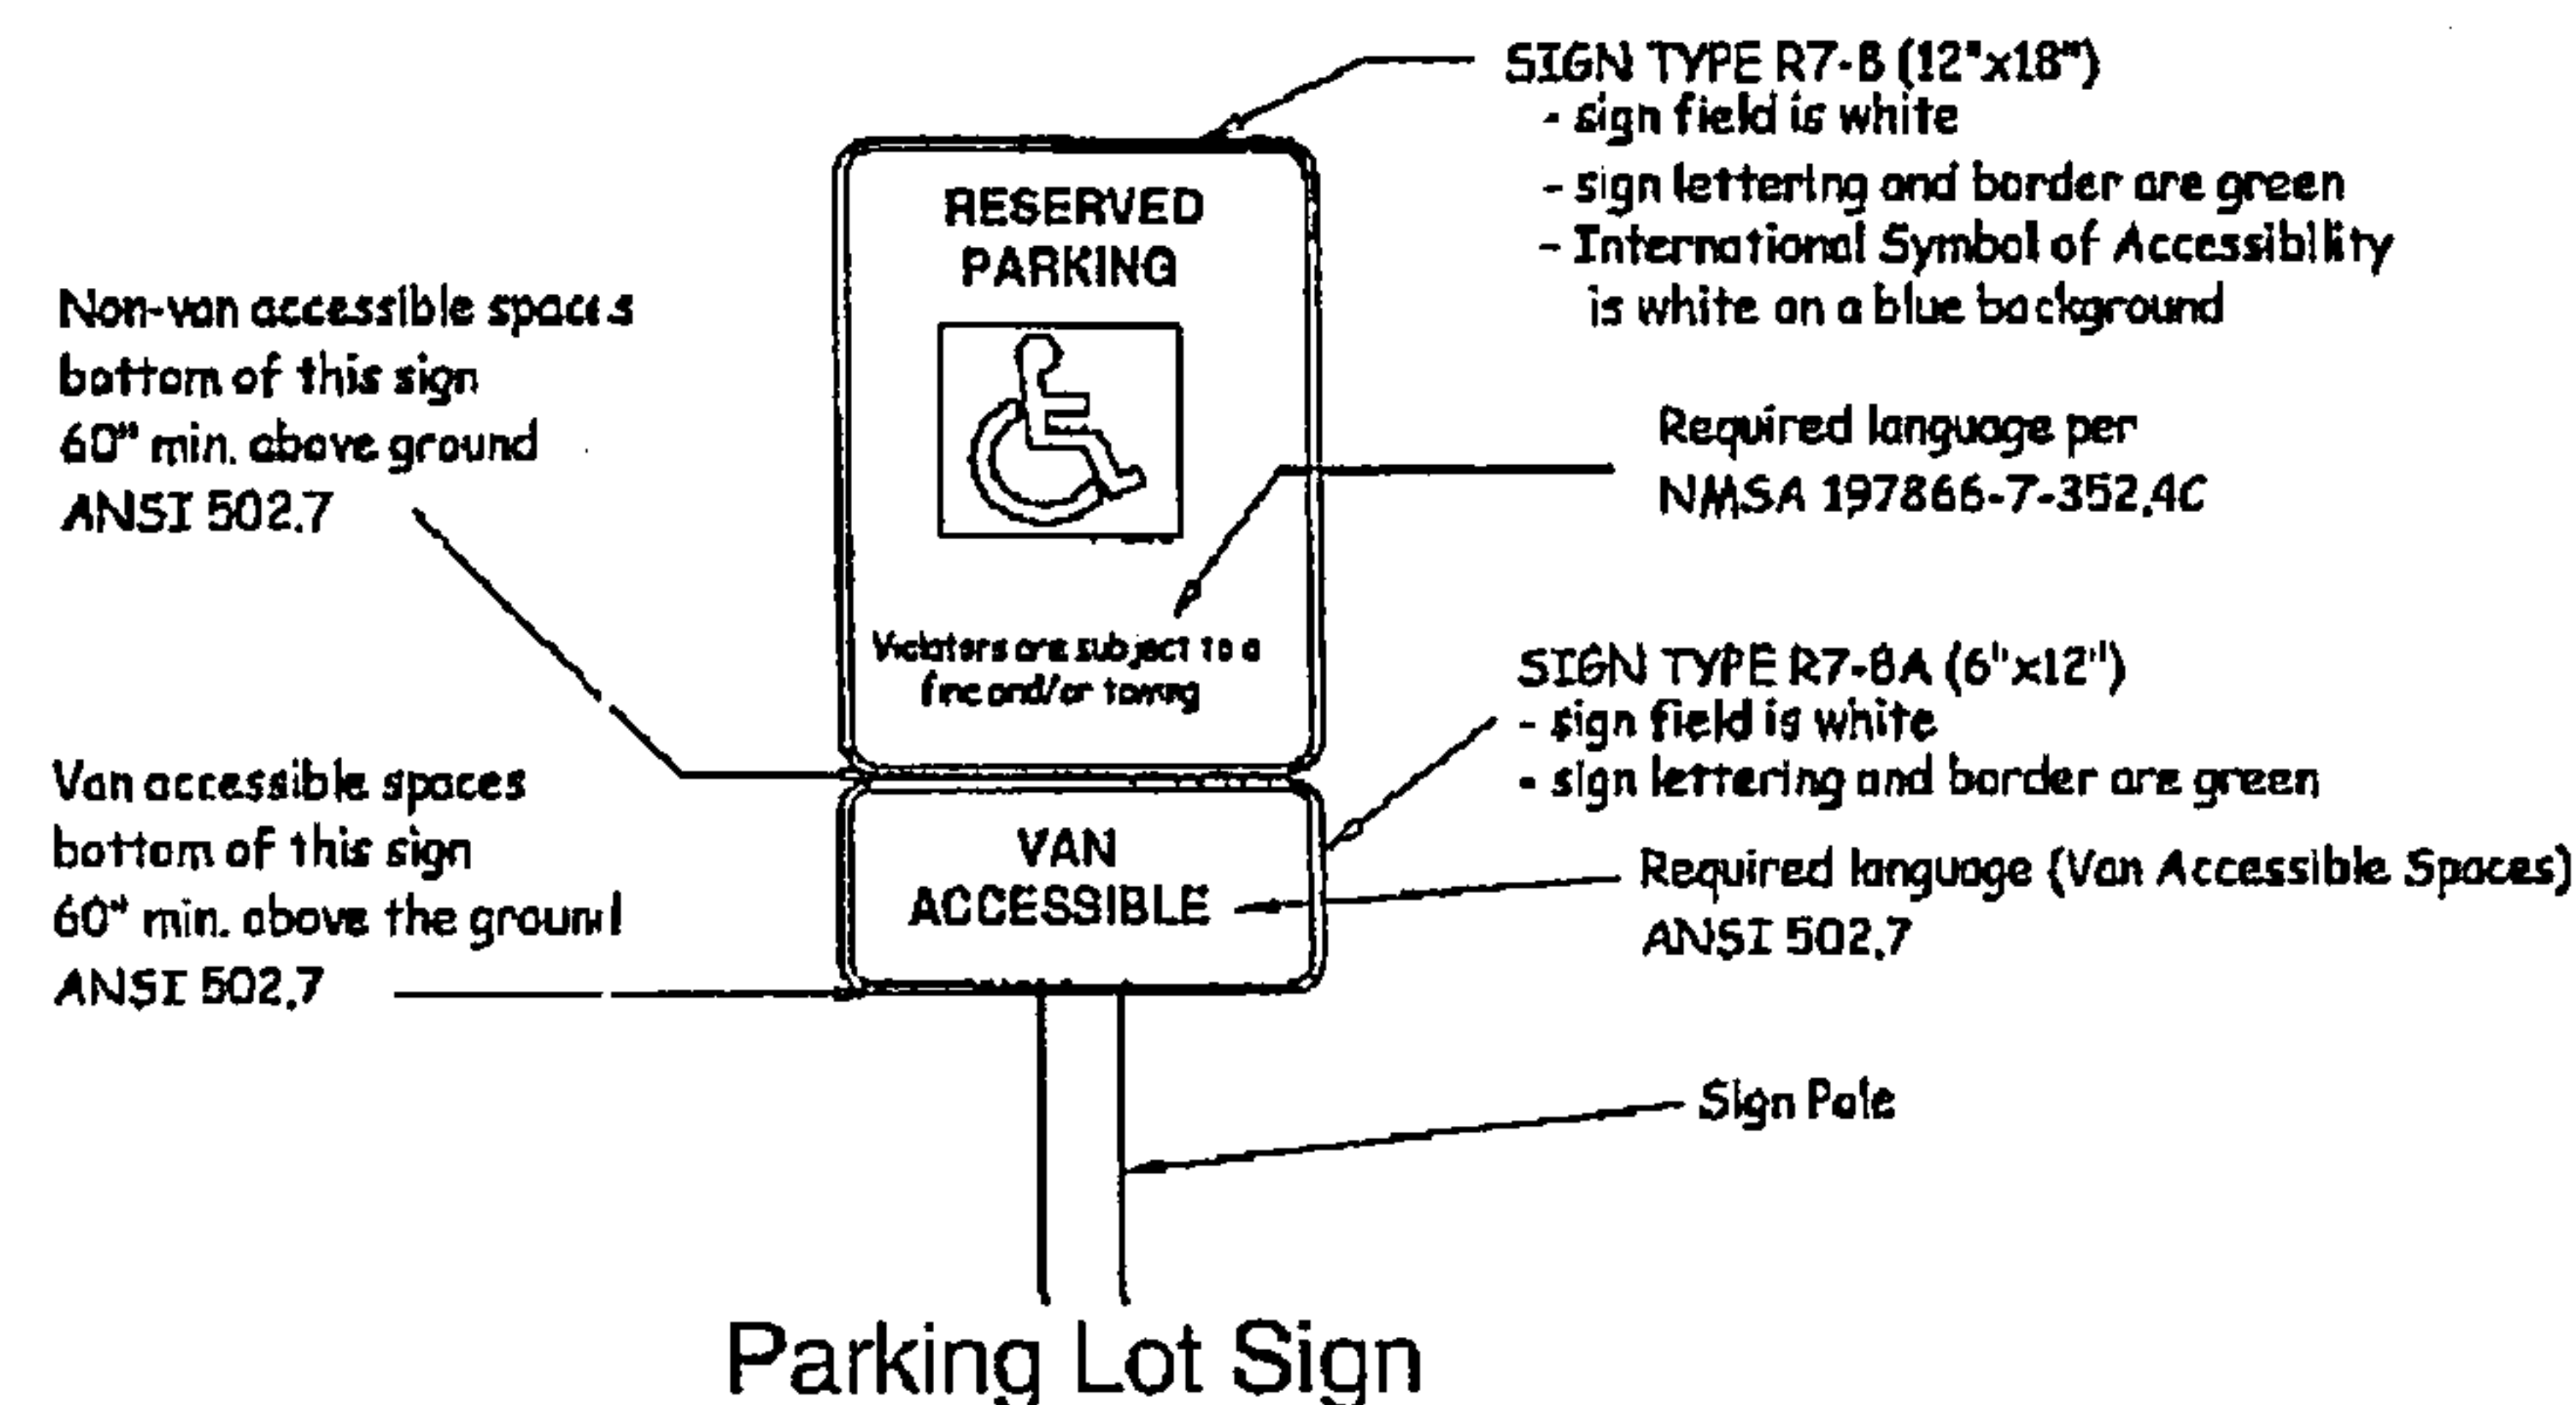 SIGN TYPE R7-8 (12"x18")
- sign field is white
- sign lettering and border are green
- International Symbol of Accessibility
is white on a blue background
RESERVED
PARKING
Non-van accessible spaces
bottom of this sign
60" min. above ground
ANSI 502.7
Required language per
NMSA 197866-7-352.4C
Violators are subject to a
fine and/or towing
SIGN TYPE R7-8A (6"x12")
- sign field is white
- sign lettering and border are green
Van accessible spaces
bottom of this sign
60" min. above the ground
ANSI 502.7
VAN
ACCESSIBLE
Required language (Van Accessible Spaces)
ANSI 502.7
Sign Pole
Parking Lot Sign